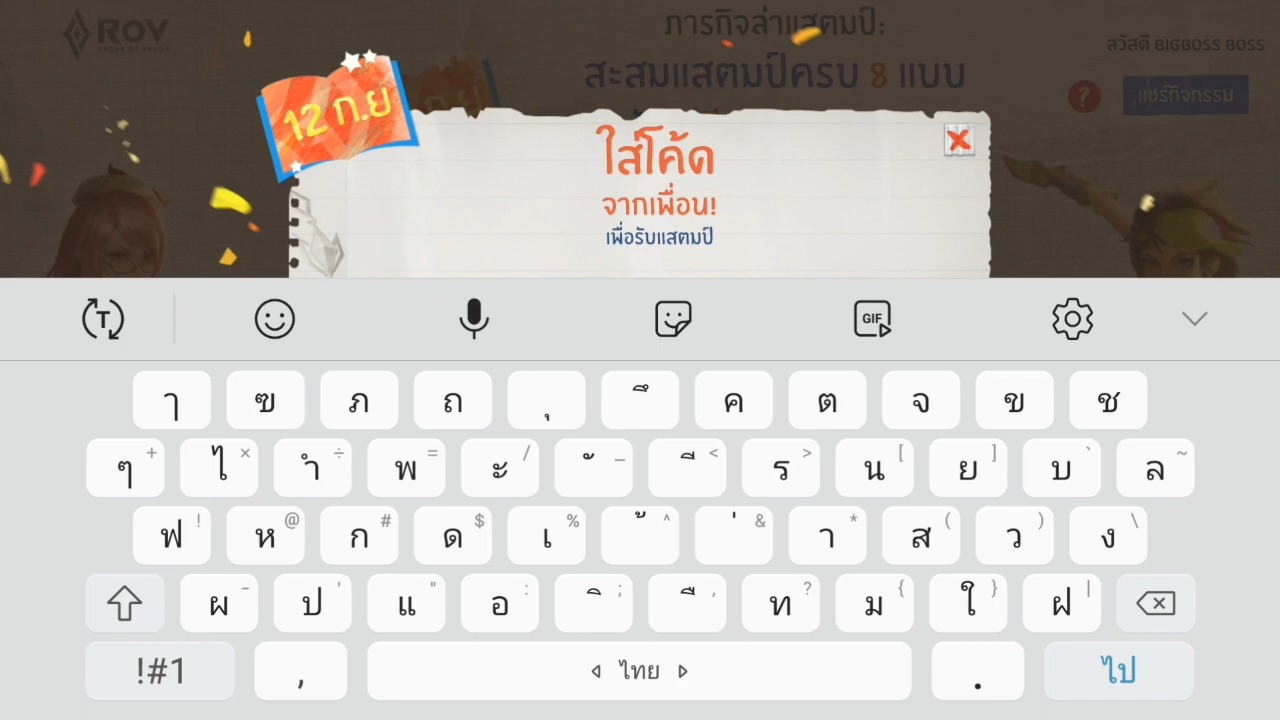 ROV
ARENA OF VALOR
ภารกิจล่าแสตมป์:
สะสมแสตมป์ครบ 8 แบบ
สวัสดี BIGBOSS BOSS
?
แชร์กิจกรรม
12 ก.ย
ใส่โค้ด
จากเพื่อน!
เพื่อรับแสตมป์
T
GIF
ๅ ฃ ภ ถ ุ ึ ค ต จ ข ช
ๆ + ไ × ำ ÷ พ = ะ / ั _ ี < ร > น [ ย ] บ ` ล ~
ฟ ! ห @ ก # ด $ เ % ้ ^ ่ & า * ส ( ว ) ง \
ผ - ป ' แ " อ : ิ ; ื , ท ? ม { ใ } ฝ |
!#1 , ไทย . ไป